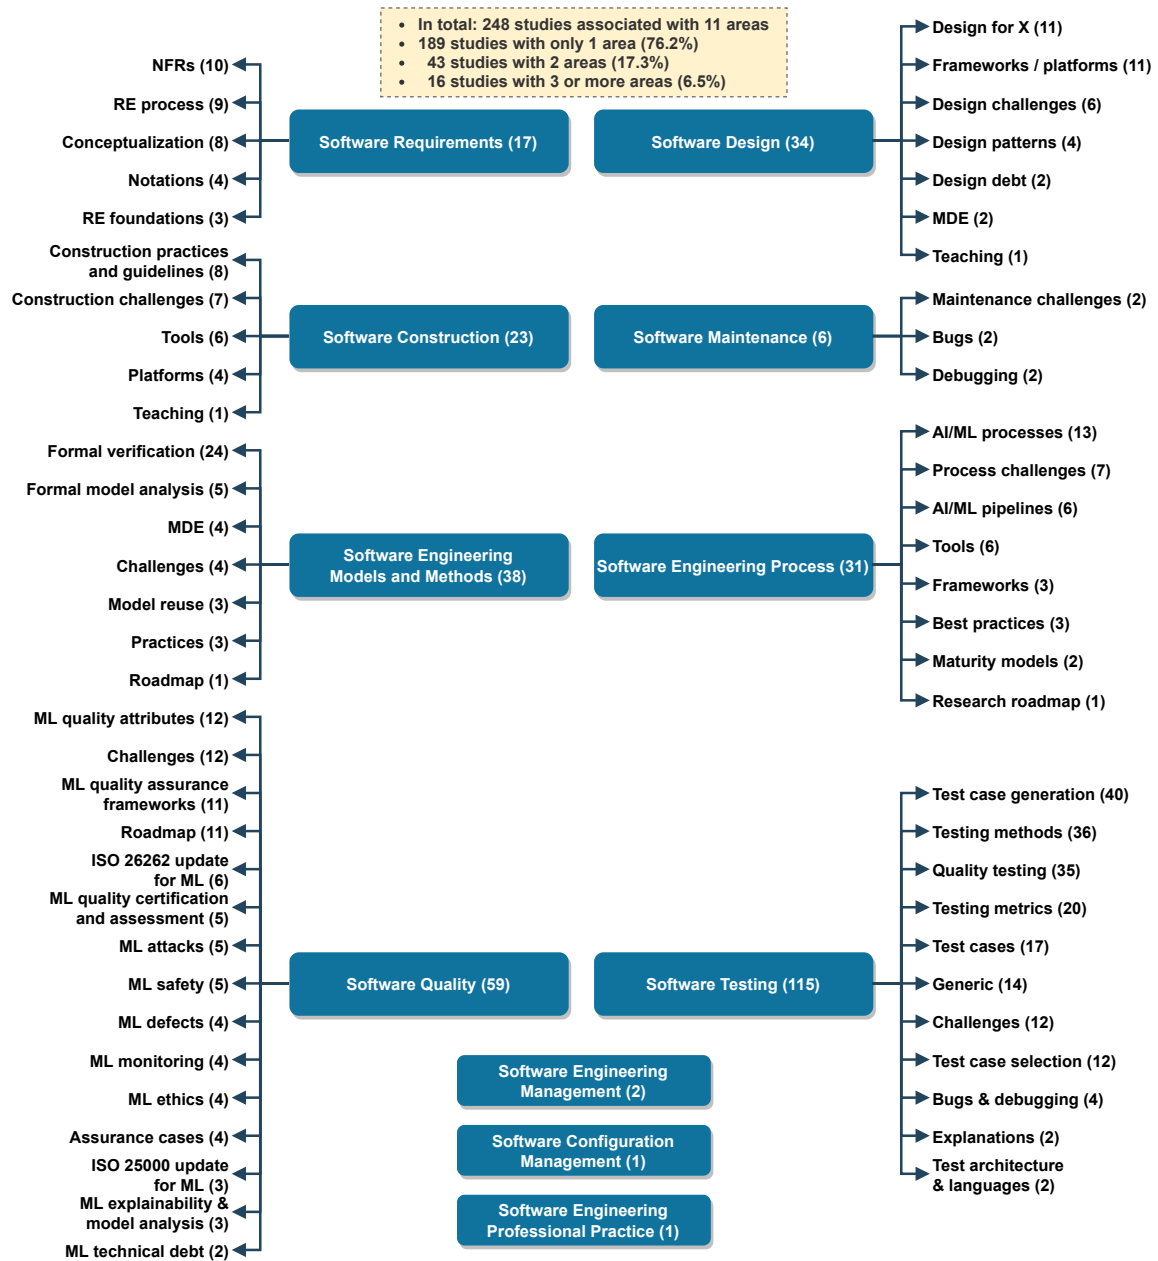 • In total: 248 studies associated with 11 areas
• 189 studies with only 1 area (76.2%)
• 43 studies with 2 areas (17.3%)
• 16 studies with 3 or more areas (6.5%)
Software Requirements (17)
NFRs (10)
RE process (9)
Conceptualization (8)
Notations (4)
RE foundations (3)
Software Design (34)
Design for X (11)
Frameworks / platforms (11)
Design challenges (6)
Design patterns (4)
Design debt (2)
MDE (2)
Teaching (1)
Software Construction (23)
Construction practices
and guidelines (8)
Construction challenges (7)
Tools (6)
Platforms (4)
Teaching (1)
Software Maintenance (6)
Maintenance challenges (2)
Bugs (2)
Debugging (2)
Software Engineering
Models and Methods (38)
Formal verification (24)
Formal model analysis (5)
MDE (4)
Challenges (4)
Model reuse (3)
Practices (3)
Roadmap (1)
Software Engineering Process (31)
AI/ML processes (13)
Process challenges (7)
AI/ML pipelines (6)
Tools (6)
Frameworks (3)
Best practices (3)
Maturity models (2)
Research roadmap (1)
Software Quality (59)
ML quality attributes (12)
Challenges (12)
ML quality assurance
frameworks (11)
Roadmap (11)
ISO 26262 update
for ML (6)
ML quality certification
and assessment (5)
ML attacks (5)
ML safety (5)
ML defects (4)
ML monitoring (4)
ML ethics (4)
Assurance cases (4)
ISO 25000 update
for ML (3)
ML explainability &
model analysis (3)
ML technical debt (2)
Software Testing (115)
Test case generation (40)
Testing methods (36)
Quality testing (35)
Testing metrics (20)
Test cases (17)
Generic (14)
Challenges (12)
Test case selection (12)
Bugs & debugging (4)
Explanations (2)
Test architecture
& languages (2)
Software Engineering
Management (2)
Software Configuration
Management (1)
Software Engineering
Professional Practice (1)